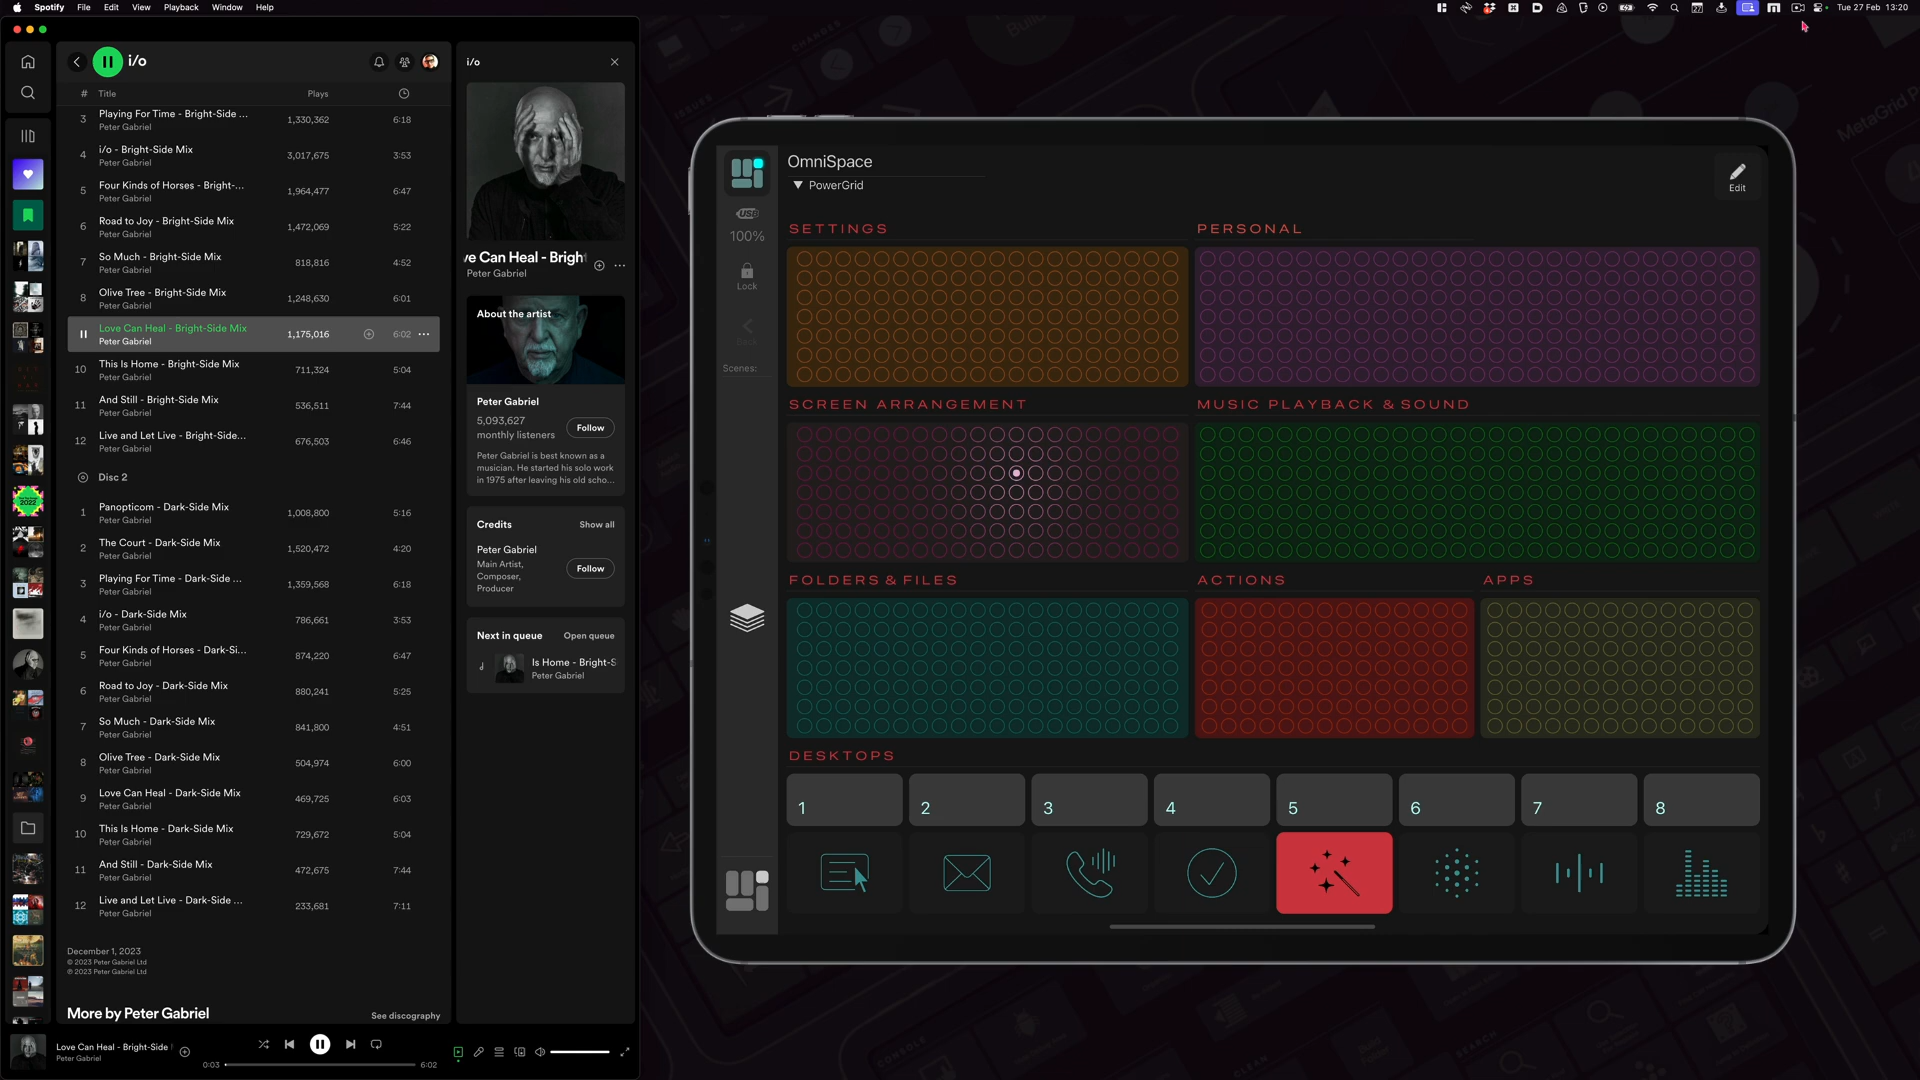 Spotify File Edit View Playback Window Help
Tue 27 Feb 13:20
i/o
# Title Plays
3 Playing For Time - Bright-Side ... 1,330,362 6:18
Peter Gabriel
4 i/o - Bright-Side Mix 3,017,675 3:53
Peter Gabriel
5 Four Kinds of Horses - Bright-... 1,964,477 6:47
Peter Gabriel
6 Road to Joy - Bright-Side Mix 1,472,069 5:22
Peter Gabriel
7 So Much - Bright-Side Mix 818,816 4:52
Peter Gabriel
8 Olive Tree - Bright-Side Mix 1,248,630 6:01
Peter Gabriel
Love Can Heal - Bright-Side Mix 1,175,016 6:02
Peter Gabriel
10 This Is Home - Bright-Side Mix 711,324 5:04
Peter Gabriel
11 And Still - Bright-Side Mix 536,511 7:44
Peter Gabriel
12 Live and Let Live - Bright-Side... 676,503 6:46
Peter Gabriel
Disc 2
1 Panopticom - Dark-Side Mix 1,008,800 5:16
Peter Gabriel
2 The Court - Dark-Side Mix 1,520,472 4:20
Peter Gabriel
3 Playing For Time - Dark-Side ... 1,359,568 6:18
Peter Gabriel
4 i/o - Dark-Side Mix 786,661 3:53
Peter Gabriel
5 Four Kinds of Horses - Dark-Si... 874,220 6:47
Peter Gabriel
6 Road to Joy - Dark-Side Mix 880,241 5:25
Peter Gabriel
7 So Much - Dark-Side Mix 841,800 4:51
Peter Gabriel
8 Olive Tree - Dark-Side Mix 504,974 6:00
Peter Gabriel
9 Love Can Heal - Dark-Side Mix 469,725 6:03
Peter Gabriel
10 This Is Home - Dark-Side Mix 729,672 5:04
Peter Gabriel
11 And Still - Dark-Side Mix 472,675 7:44
Peter Gabriel
12 Live and Let Live - Dark-Side ... 233,681 7:11
Peter Gabriel
December 1, 2023
© 2023 Peter Gabriel Ltd
℗ 2023 Peter Gabriel Ltd
More by Peter Gabriel See discography
Love Can Heal - Bright-Side
Peter Gabriel
0:03 6:02
i/o
ve Can Heal - Bright
Peter Gabriel
About the artist
Peter Gabriel
5,093,627
monthly listeners
Follow
Peter Gabriel is best known as a
musician. He started his solo work
in 1975 after leaving his old scho...
Credits Show all
Peter Gabriel
Main Artist,
Composer,
Producer
Follow
Next in queue Open queue
Is Home - Bright-S
Peter Gabriel
OmniSpace
PowerGrid
Edit
USB
100%
Lock
Back
Scenes:
SETTINGS
PERSONAL
SCREEN ARRANGEMENT
MUSIC PLAYBACK & SOUND
FOLDERS & FILES
ACTIONS
APPS
DESKTOPS
1 2 3 4 5 6 7 8
CHANGES
ISSUES
MetaGrid P
CONSOLE
CLEAN
SEARCH